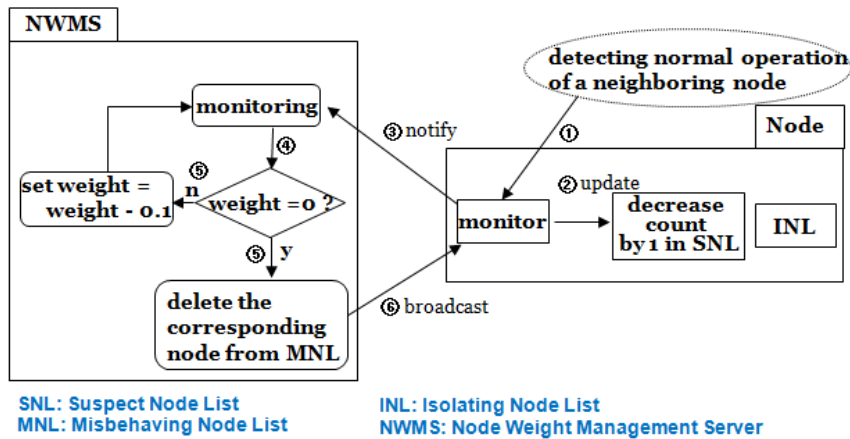 NWMS
monitoring
④
⑤
n
set weight =
weight - 0.1
weight =0 ?
⑤ y
delete the
corresponding
node from MNL
detecting normal operation
of a neighboring node
③ notify
①
Node
② update
monitor
decrease
count
by 1 in SNL
INL
⑥ broadcast
SNL: Suspect Node List
MNL: Misbehaving Node List
INL: Isolating Node List
NWMS: Node Weight Management Server